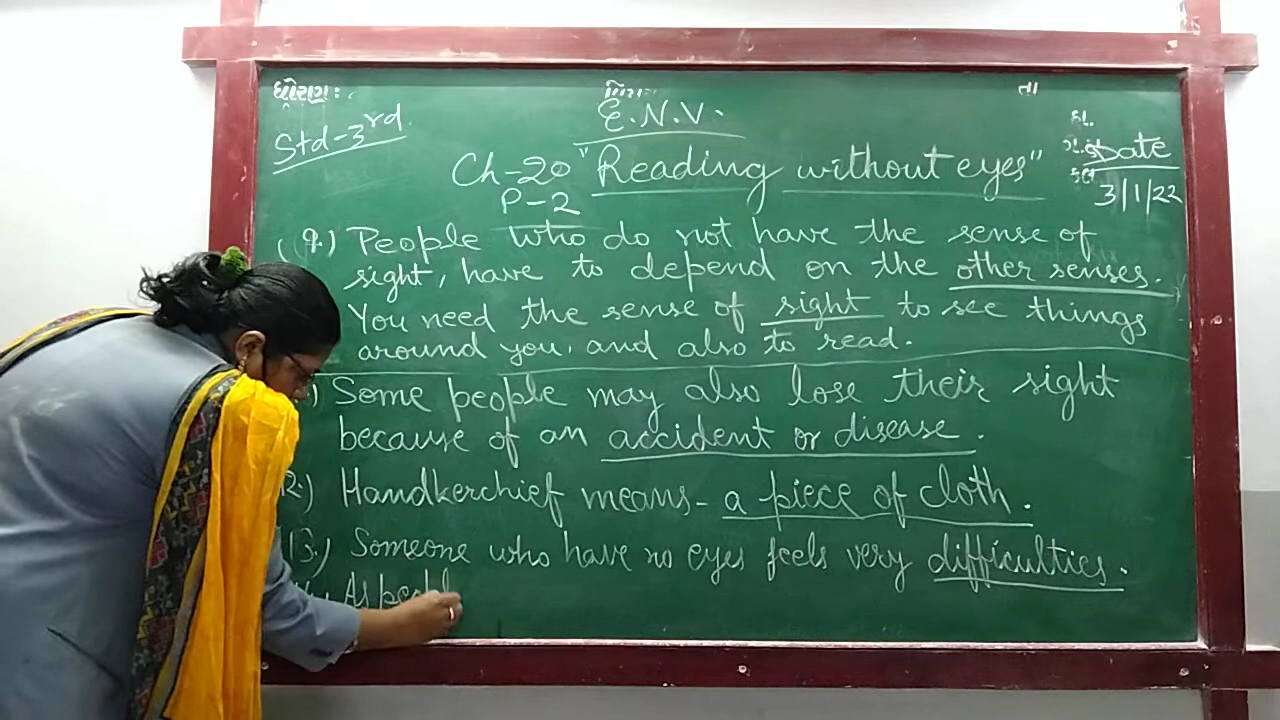 ધોરણ:
Std-3rd.
E.N.V.
તા
Date
3/1/22
Ch-20 "Reading without eyes"
P-2
9.) People who do not have the sense of
sight, have to depend on the other senses.
You need the sense of sight to see things
around you, and also to read.
) Some people may also lose their sight
because of an accident or disease.
12.) Handkerchief means - a piece of cloth.
13.) Someone who have no eyes feels very difficulties.